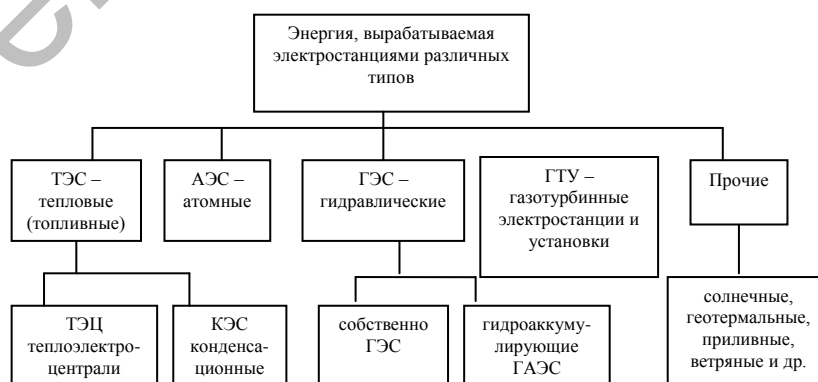 Энергия, вырабатываемая
электростанциями различных
типов
ТЭС –
тепловые
(топливные)
АЭС –
атомные
ГЭС –
гидравлические
ГТУ –
газотурбинные
электростанции и
установки
Прочие
ТЭЦ
теплоэлектро-
централи
КЭС
конденса-
ционные
собственно
ГЭС
гидроаккуму-
лирующие
ГАЭС
солнечные,
геотермальные,
приливные,
ветряные и др.